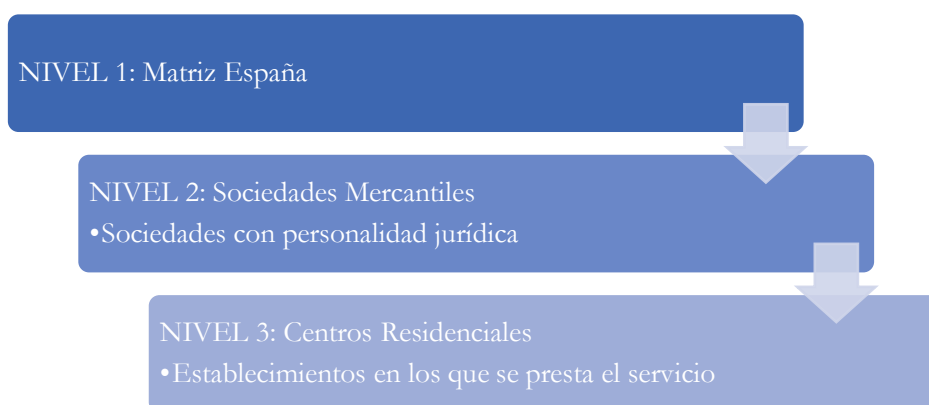 NIVEL 1: Matriz España
NIVEL 2: Sociedades Mercantiles
•Sociedades con personalidad jurídica
NIVEL 3: Centros Residenciales
•Establecimientos en los que se presta el servicio